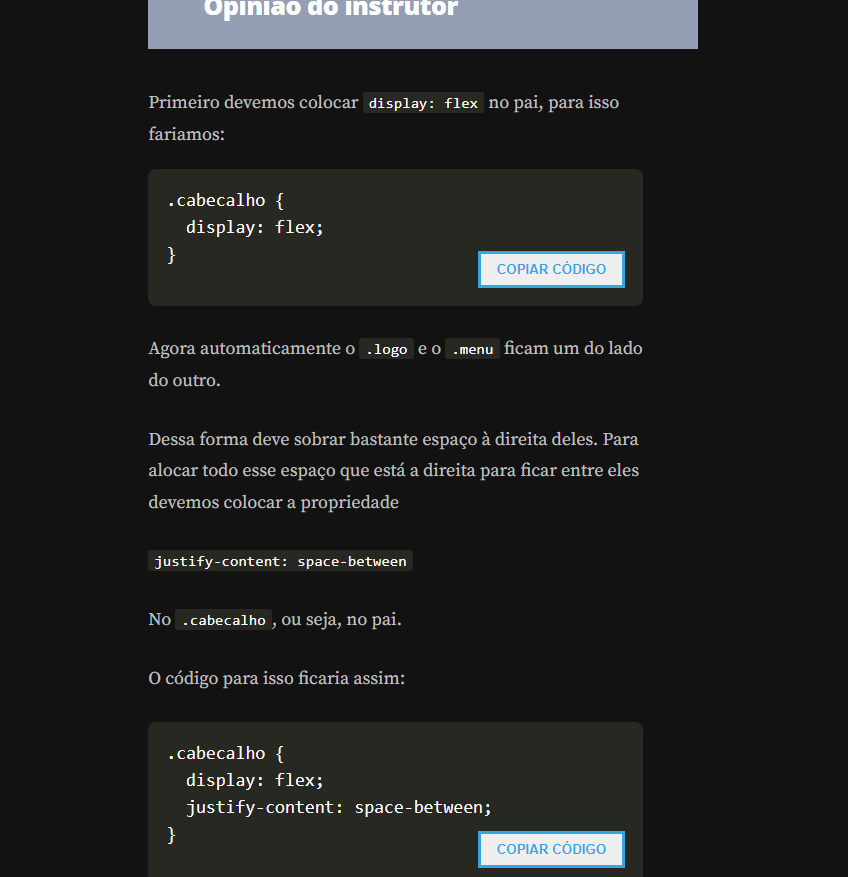 Opinião do instrutor
Primeiro devemos colocar display: flex no pai, para isso
fariamos:
.cabecalho {
  display: flex;
}
COPIAR CÓDIGO
Agora automaticamente o .logo e o .menu ficam um do lado
do outro.
Dessa forma deve sobrar bastante espaço à direita deles. Para
alocar todo esse espaço que está a direita para ficar entre eles
devemos colocar a propriedade
justify-content: space-between
No .cabecalho, ou seja, no pai.
O código para isso ficaria assim:
.cabecalho {
  display: flex;
  justify-content: space-between;
}
COPIAR CÓDIGO